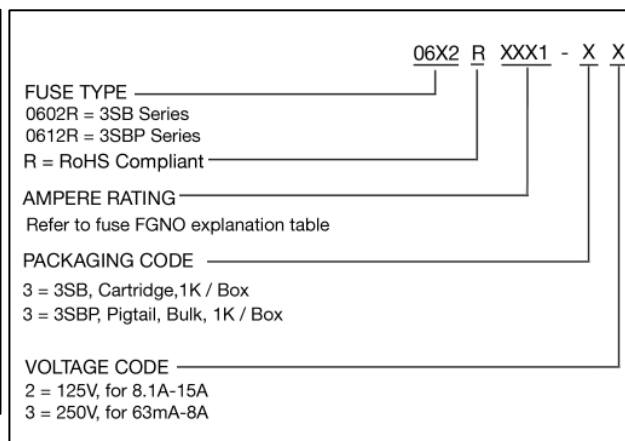 06X2 R XXX1 - X X
FUSE TYPE
0602R = 3SB Series
0612R = 3SBP Series
R = RoHS Compliant
AMPERE RATING
Refer to fuse FGNO explanation table
PACKAGING CODE
3 = 3SB, Cartridge,1K / Box
3 = 3SBP, Pigtail, Bulk, 1K / Box
VOLTAGE CODE
2 = 125V, for 8.1A-15A
3 = 250V, for 63mA-8A